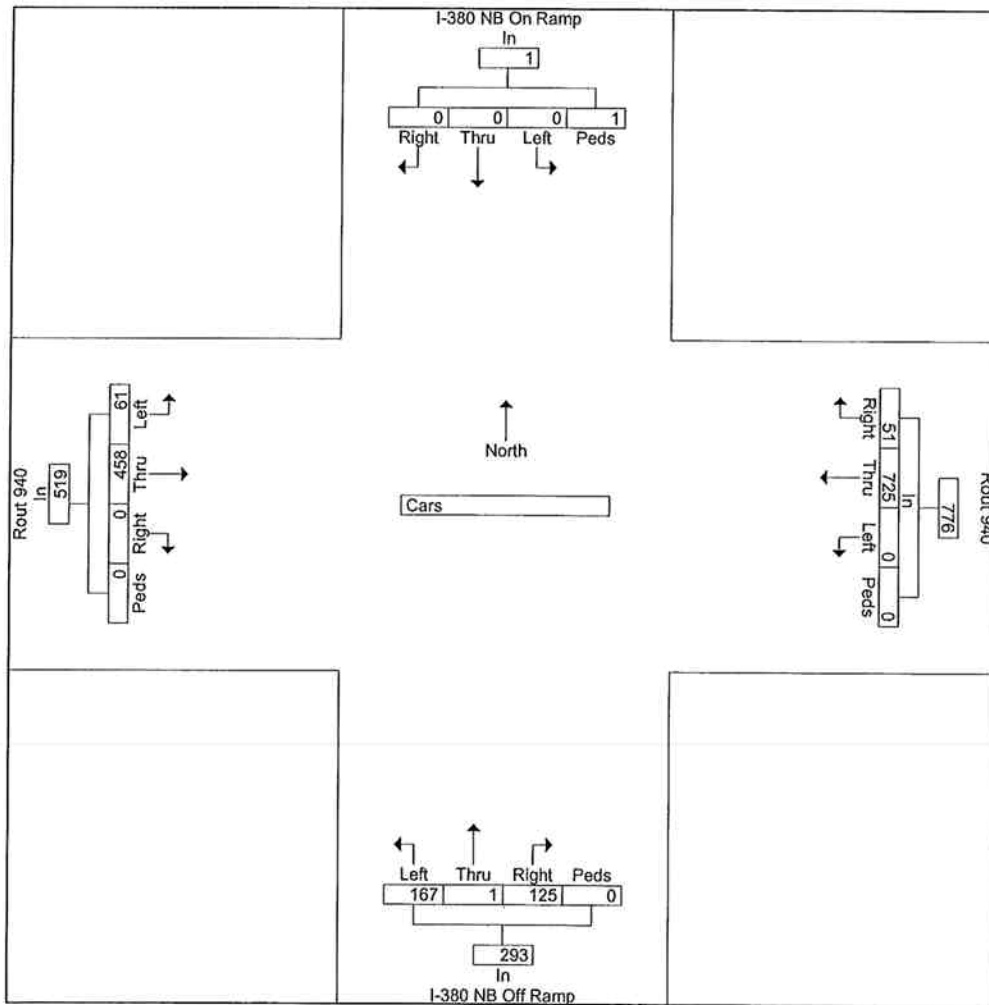 I-380 NB On Ramp
In
1
0 0 0 1
Right Thru Left Peds
Rout 940
In
519
61 458 0 0
Left Thru Right Peds
North
Cars
Right Thru Left Peds
51 725 0 0
In
776
Rout 940
Left Thru Right Peds
167 1 125 0
293
In
I-380 NB Off Ramp